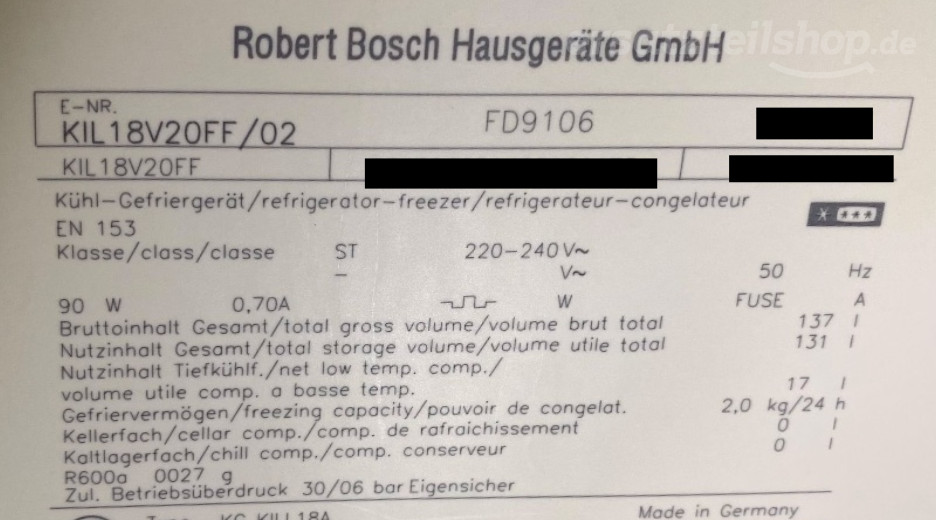 ersatzteilshop.de
Robert Bosch Hausgeräte GmbH
E-NR.
KIL18V20FF/02 FD9106
KIL18V20FF
Kühl-Gefriergerät/refrigerator-freezer/refrigerateur-congelateur
EN 153
Klasse/class/classe ST 220-240V~
– V~ 50 Hz
90 W 0,70A W FUSE A
Bruttoinhalt Gesamt/total gross volume/volume brut total 137 l
Nutzinhalt Gesamt/total storage volume/volume utile total 131 l
Nutzinhalt Tiefkühlf./net low temp. comp./
volume utile comp. a basse temp. 17 l
Gefriervermögen/freezing capacity/pouvoir de congelat. 2,0 kg/24 h
Kellerfach/cellar comp./comp. de rafraichissement 0 l
Kaltlagerfach/chill comp./comp. conserveur 0 l
R600a 0027 g
Zul. Betriebsüberdruck 30/06 bar Eigensicher
Made in Germany